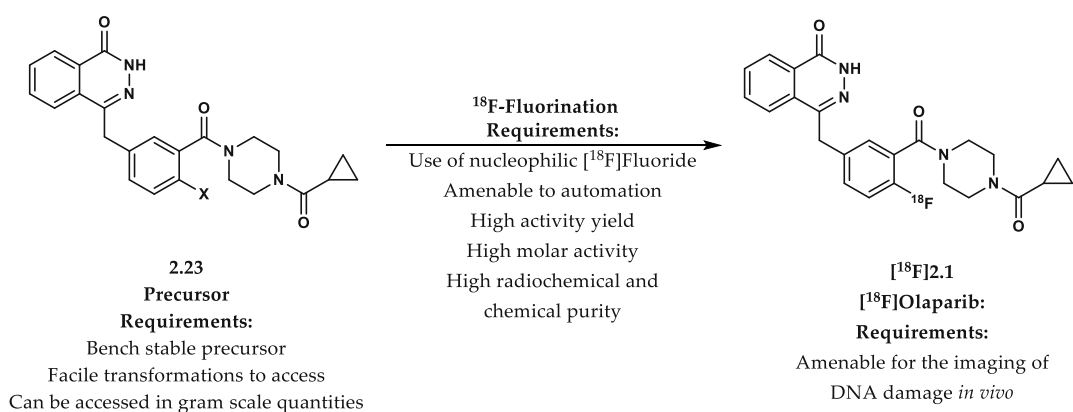 O
NH
N
O
N
N
X
O
2.23
Precursor
Requirements:
Bench stable precursor
Facile transformations to access
Can be accessed in gram scale quantities
¹⁸F-Fluorination
Requirements:
Use of nucleophilic [¹⁸F]Fluoride
Amenable to automation
High activity yield
High molar activity
High radiochemical and
chemical purity
O
NH
N
O
N
N
¹⁸F
O
[¹⁸F]2.1
[¹⁸F]Olaparib:
Requirements:
Amenable for the imaging of
DNA damage in vivo